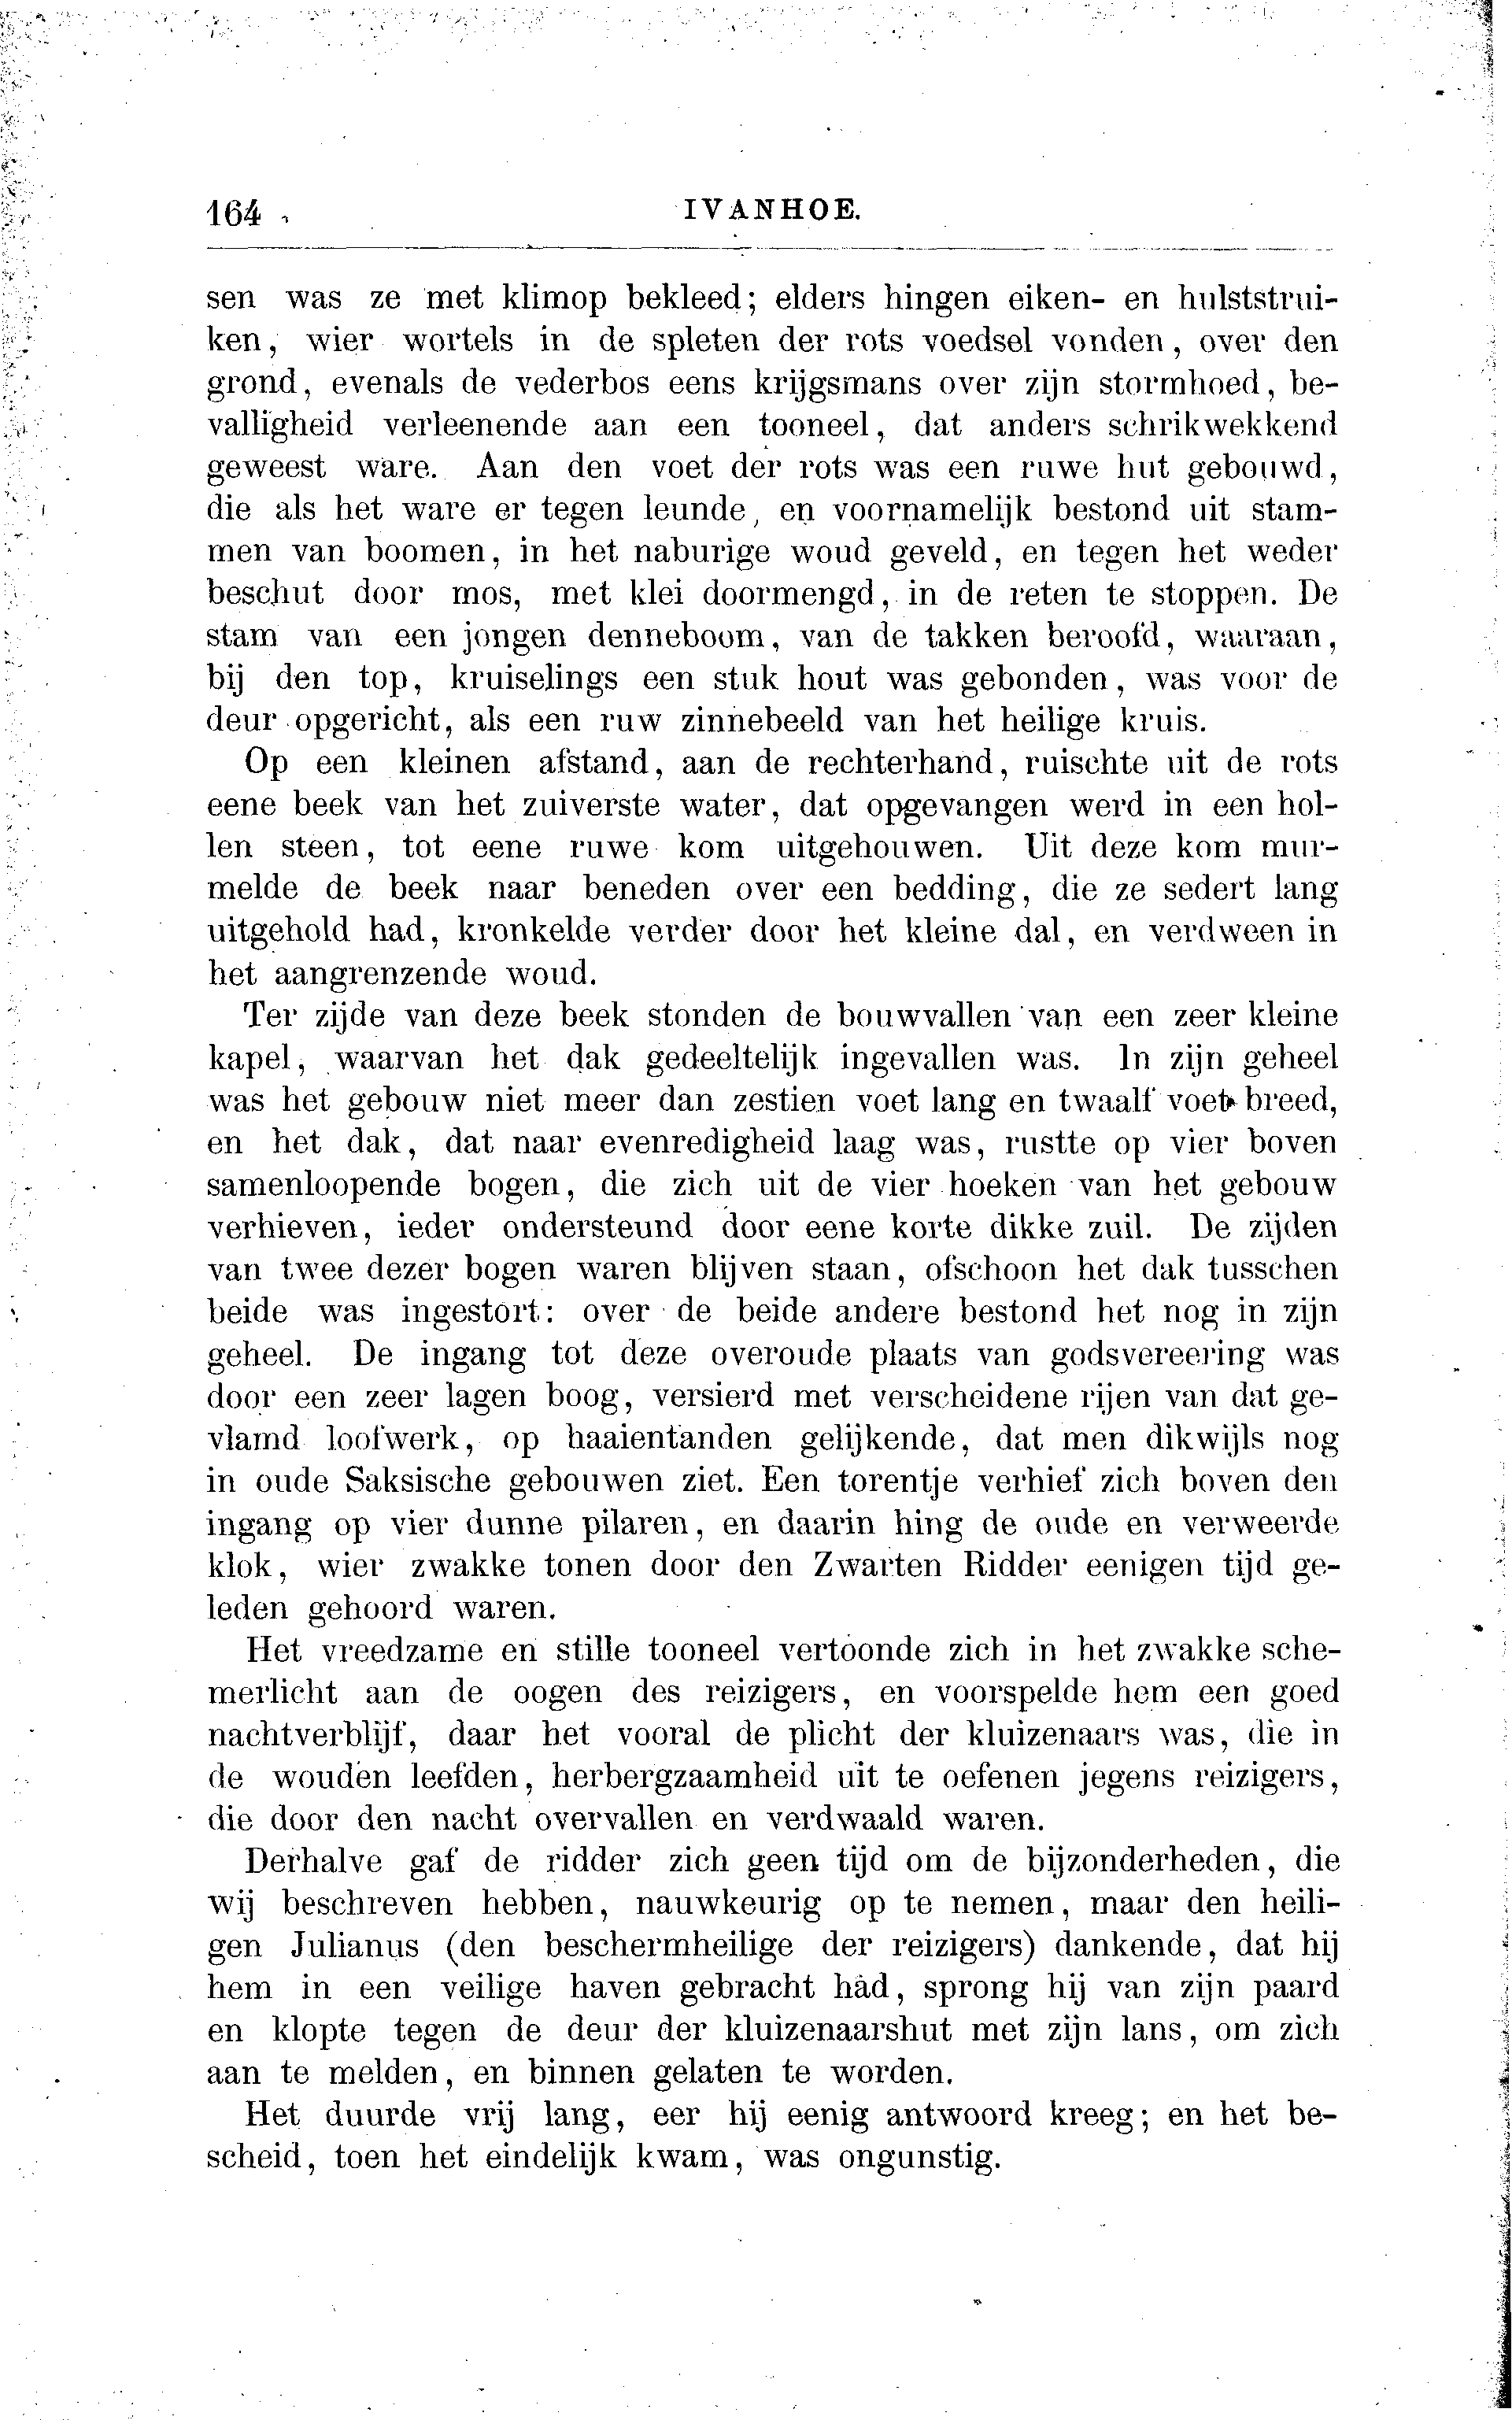 164
IVANHOE.
sen was ze met klimop bekleed; elders hingen eiken- en hulststrui-
ken, wier wortels in de spleten der rots voedsel vonden, over den
grond, evenals de vederbos eens krijgsmans over zijn stormhoed, be-
valligheid verleenende aan een tooneel, dat anders schrikwekkend
geweest ware. Aan den voet der rots was een ruwe hut gebouwd,
die als het ware er tegen leunde, en voornamelijk bestond uit stam-
men van boomen, in het naburige woud geveld, en tegen het weder
beschut door mos, met klei doormengd, in de reten te stoppen. De
stam van een jongen denneboom, van de takken beroofd, waaraan,
bij den top, kruiselings een stuk hout was gebonden, was voor de
deur opgericht, als een ruw zinnebeeld van het heilige kruis.
Op een kleinen afstand, aan de rechterhand, ruischte uit de rots
eene beek van het zuiverste water, dat opgevangen werd in een hol-
len steen, tot eene ruwe kom uitgehouwen. Uit deze kom mur-
melde de beek naar beneden over een bedding, die ze sedert lang
uitgehold had, kronkelde verder door het kleine dal, en verdween in
het aangrenzende woud.
Ter zijde van deze beek stonden de bouwvallen van een zeer kleine
kapel, waarvan het dak gedeeltelijk ingevallen was. In zijn geheel
was het gebouw niet meer dan zestien voet lang en twaalf voet breed,
en het dak, dat naar evenredigheid laag was, rustte op vier boven
samenloopende bogen, die zich uit de vier hoeken van het gebouw
verhieven, ieder ondersteund door eene korte dikke zuil. De zijden
van twee dezer bogen waren blijven staan, ofschoon het dak tusschen
beide was ingestort: over de beide andere bestond het nog in zijn
geheel. De ingang tot deze overoude plaats van godsvereering was
door een zeer lagen boog, versierd met verscheidene rijen van dat ge-
vlamd loofwerk, op haaientanden gelijkende, dat men dikwijls nog
in oude Saksische gebouwen ziet. Een torentje verhief zich boven den
ingang op vier dunne pilaren, en daarin hing de oude en verweerde
klok, wier zwakke tonen door den Zwarten Ridder eenigen tijd ge-
leden gehoord waren.
Het vreedzame en stille tooneel vertoonde zich in het zwakke sche-
merlicht aan de oogen des reizigers, en voorspelde hem een goed
nachtverblijf, daar het vooral de plicht der kluizenaars was, die in
de wouden leefden, herbergzaamheid uit te oefenen jegens reizigers,
die door den nacht overvallen en verdwaald waren.
Derhalve gaf de ridder zich geen tijd om de bijzonderheden, die
wij beschreven hebben, nauwkeurig op te nemen, maar den heili-
gen Julianus (den beschermheilige der reizigers) dankende, dat hij
hem in een veilige haven gebracht had, sprong hij van zijn paard
en klopte tegen de deur der kluizenaarshut met zijn lans, om zich
aan te melden, en binnen gelaten te worden.
Het duurde vrij lang, eer hij eenig antwoord kreeg; en het be-
scheid, toen het eindelijk kwam, was ongunstig.